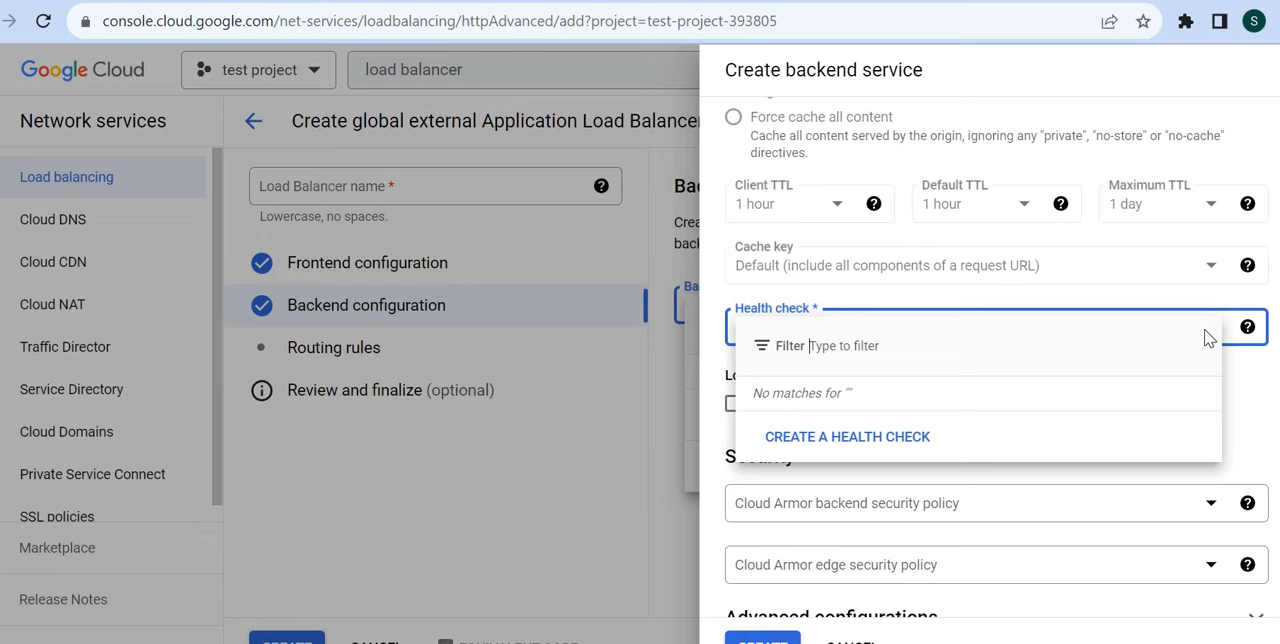 console.cloud.google.com/net-services/loadbalancing/httpAdvanced/add?project=test-project-393805
S
Google Cloud
test project
load balancer
Network services
Load balancing
Cloud DNS
Cloud CDN
Cloud NAT
Traffic Director
Service Directory
Cloud Domains
Private Service Connect
SSL policies
Marketplace
Release Notes
Create global external Application Load Balancer
Load Balancer name *
Lowercase, no spaces.
Frontend configuration
Backend configuration
Routing rules
Review and finalize (optional)
CREATE
CANCEL
EQUIVALENT CODE
Create backend service
Force cache all content
Cache all content served by the origin, ignoring any "private", "no-store" or "no-cache"
directives.
Client TTL
1 hour
Default TTL
1 hour
Maximum TTL
1 day
Cache key
Default (include all components of a request URL)
Health check *
Filter Type to filter
No matches for ""
CREATE A HEALTH CHECK
Security
Cloud Armor backend security policy
Cloud Armor edge security policy
Advanced configurations
CREATE
CANCEL